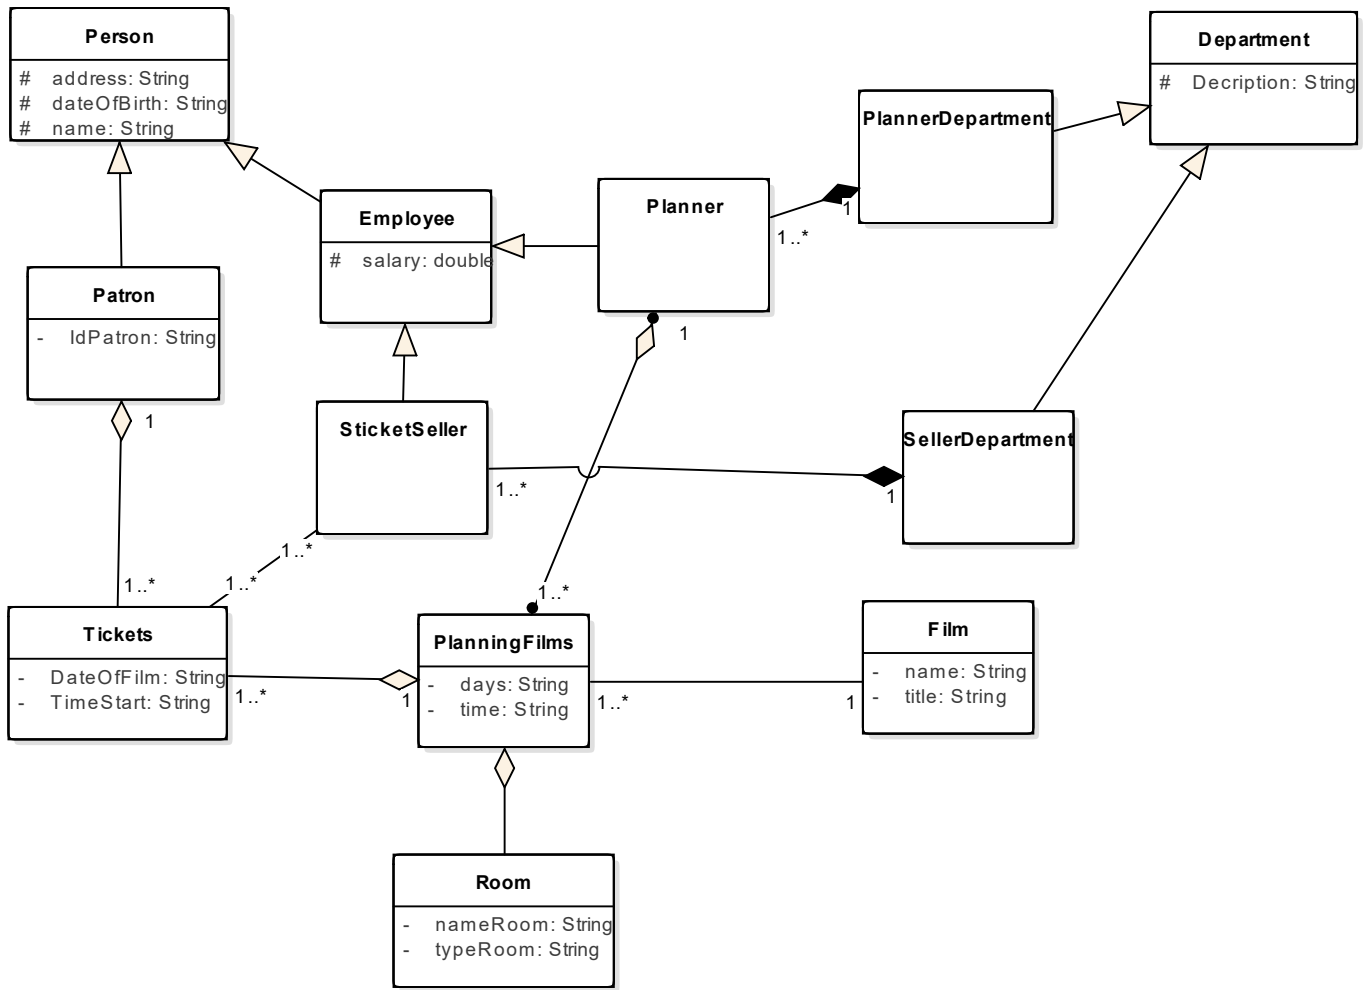 Person
# address: String
# dateOfBirth: String
# name: String
Department
# Decription: String
PlannerDepartment
1
Planner
1..*
1
Employee
# salary: double
Patron
- IdPatron: String
1
1..*
SticketSeller
1..*
1..*
1..*
SellerDepartment
1
1..*
Tickets
- DateOfFilm: String
- TimeStart: String
1..*
PlanningFilms
- days: String
- time: String
1
1..*
Film
- name: String
- title: String
1
Room
- nameRoom: String
- typeRoom: String